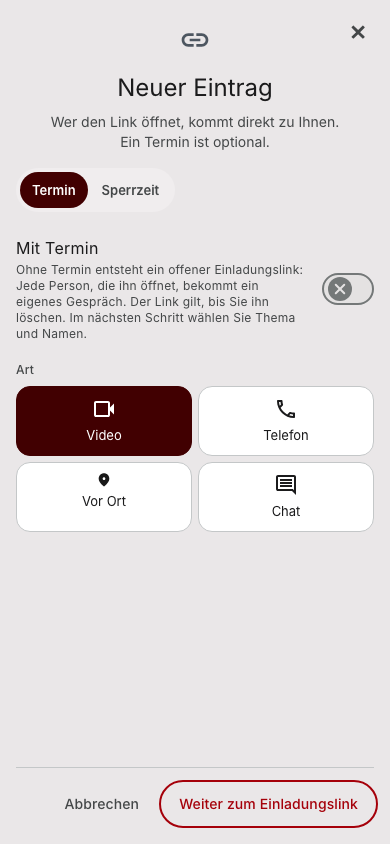 Neuer Eintrag
Wer den Link öffnet, kommt direkt zu Ihnen.
Ein Termin ist optional.
Termin
Sperrzeit
Mit Termin
Ohne Termin entsteht ein offener Einladungslink:
Jede Person, die ihn öffnet, bekommt ein
eigenes Gespräch. Der Link gilt, bis Sie ihn
löschen. Im nächsten Schritt wählen Sie Thema
und Namen.
Art
Video
Telefon
Vor Ort
Chat
Abbrechen
Weiter zum Einladungslink